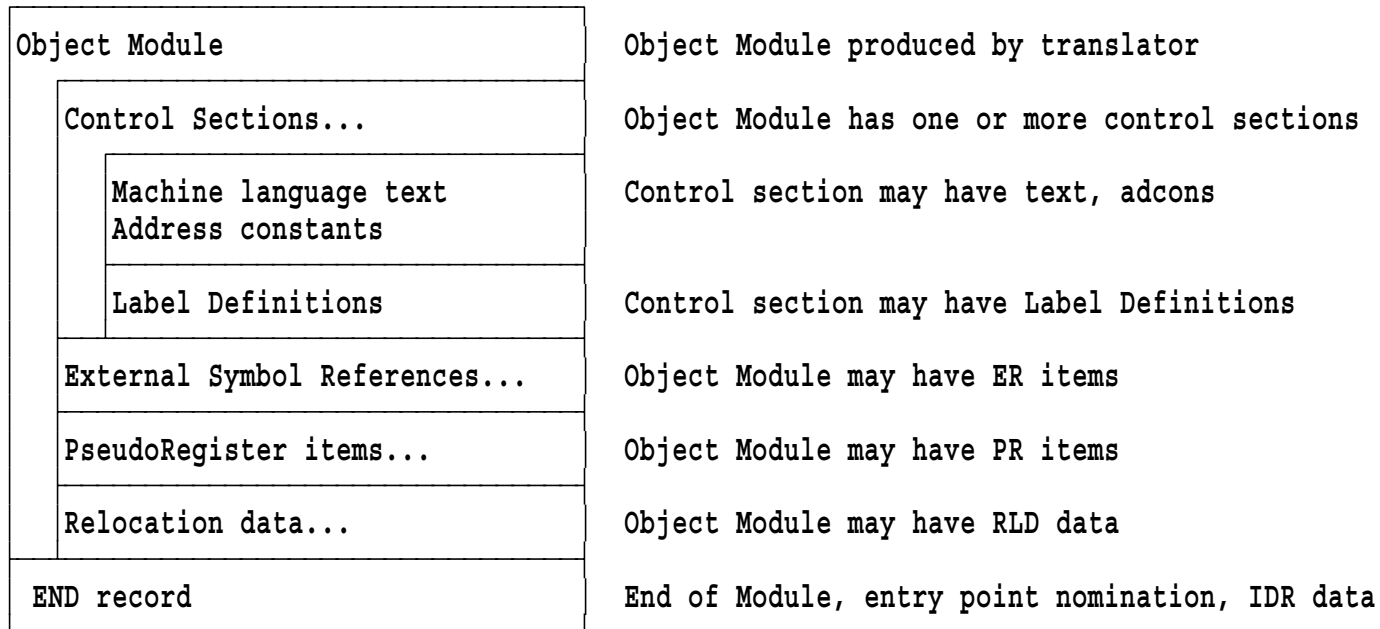 Object Module Object Module produced by translator
Control Sections... Object Module has one or more control sections
Machine language text Control section may have text, adcons
Address constants
Label Definitions Control section may have Label Definitions
External Symbol References... Object Module may have ER items
PseudoRegister items... Object Module may have PR items
Relocation data... Object Module may have RLD data
END record End of Module, entry point nomination, IDR data